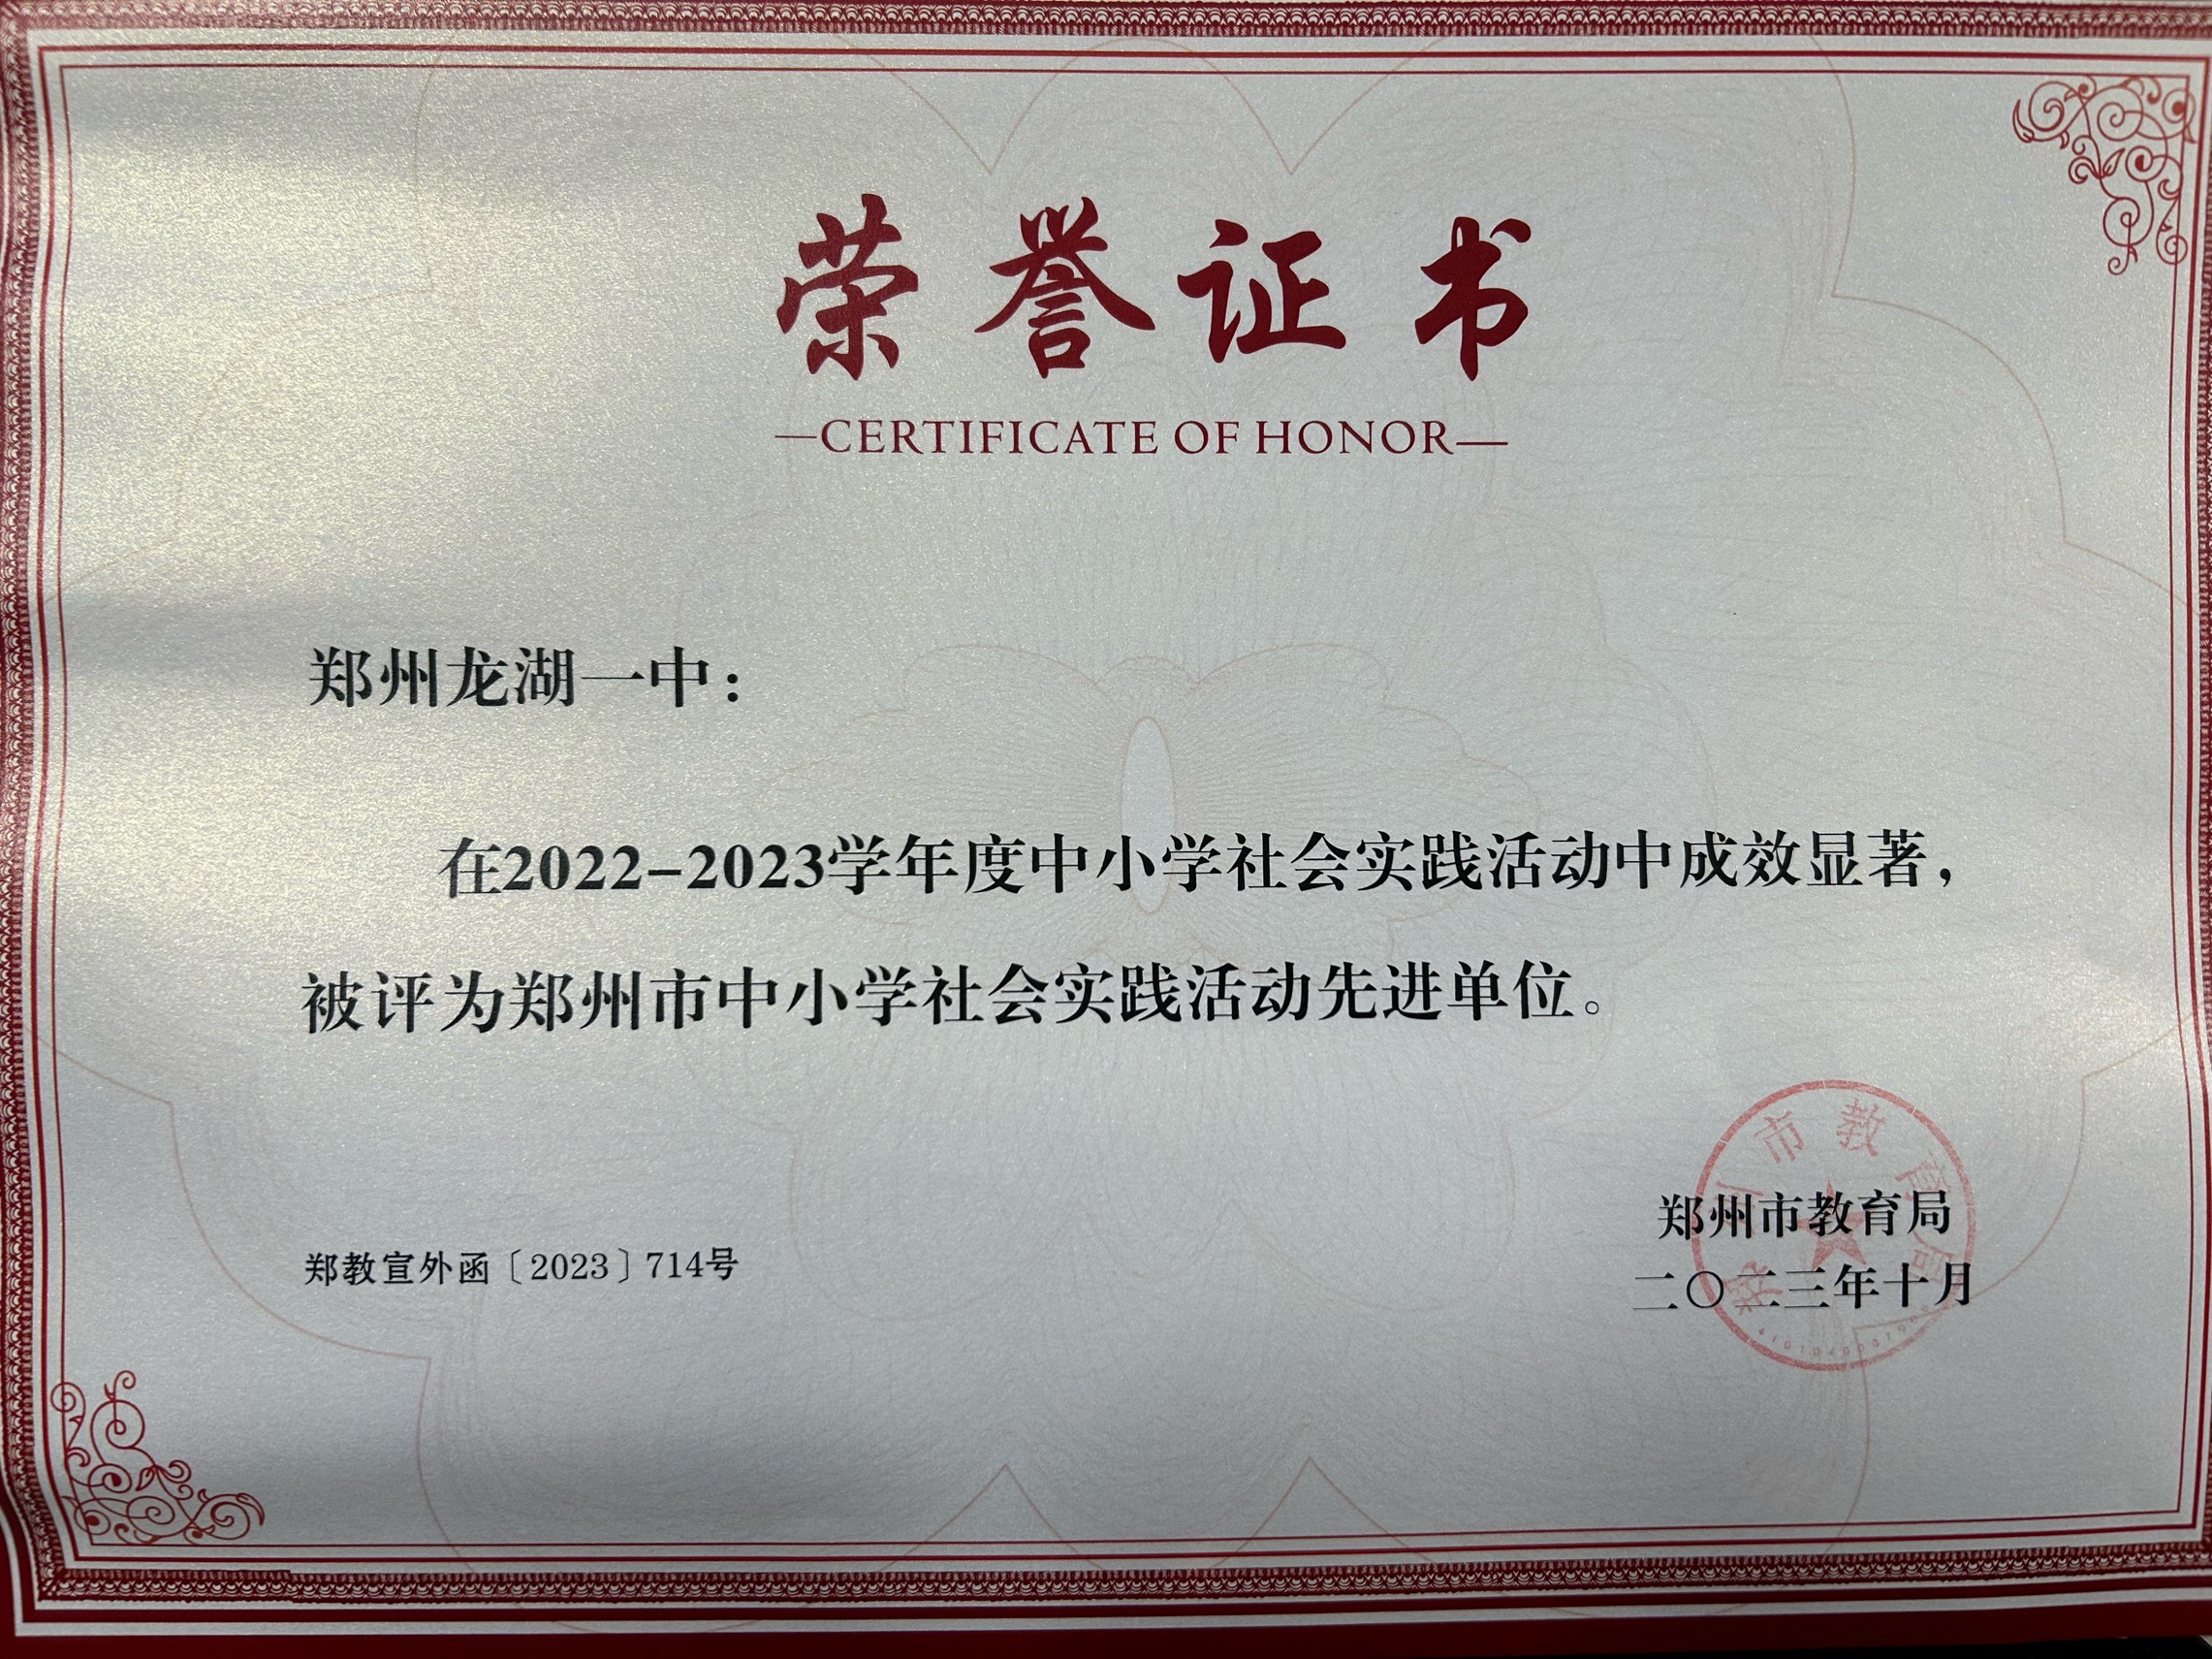 荣誉证书
—CERTIFICATE OF HONOR—
郑州龙湖一中：
在2022-2023学年度中小学社会实践活动中成效显著，
被评为郑州市中小学社会实践活动先进单位。
郑教宣外函〔2023〕714号
郑州市教育局
二〇二三年十月
市教育局